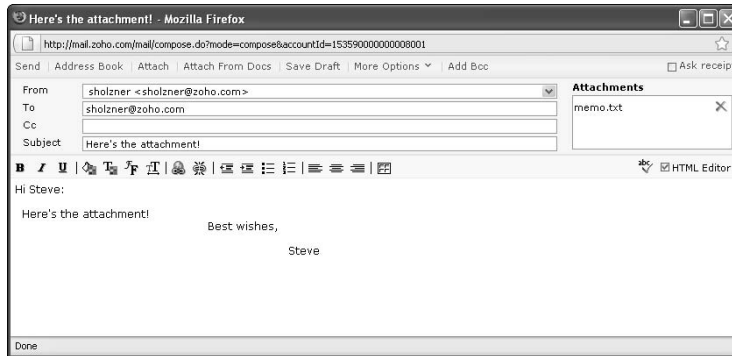 Here's the attachment! - Mozilla Firefox
http://mail.zoho.com/mail/compose.do?mode=compose&accountId=153590000000008001
Send | Address Book | Attach | Attach From Docs | Save Draft | More Options | Add Bcc Ask receip
From sholzner <sholzner@zoho.com> Attachments
To sholzner@zoho.com memo.txt
Cc
Subject Here's the attachment!
B I U abc HTML Editor
Hi Steve:
Here's the attachment!
Best wishes,
Steve
Done